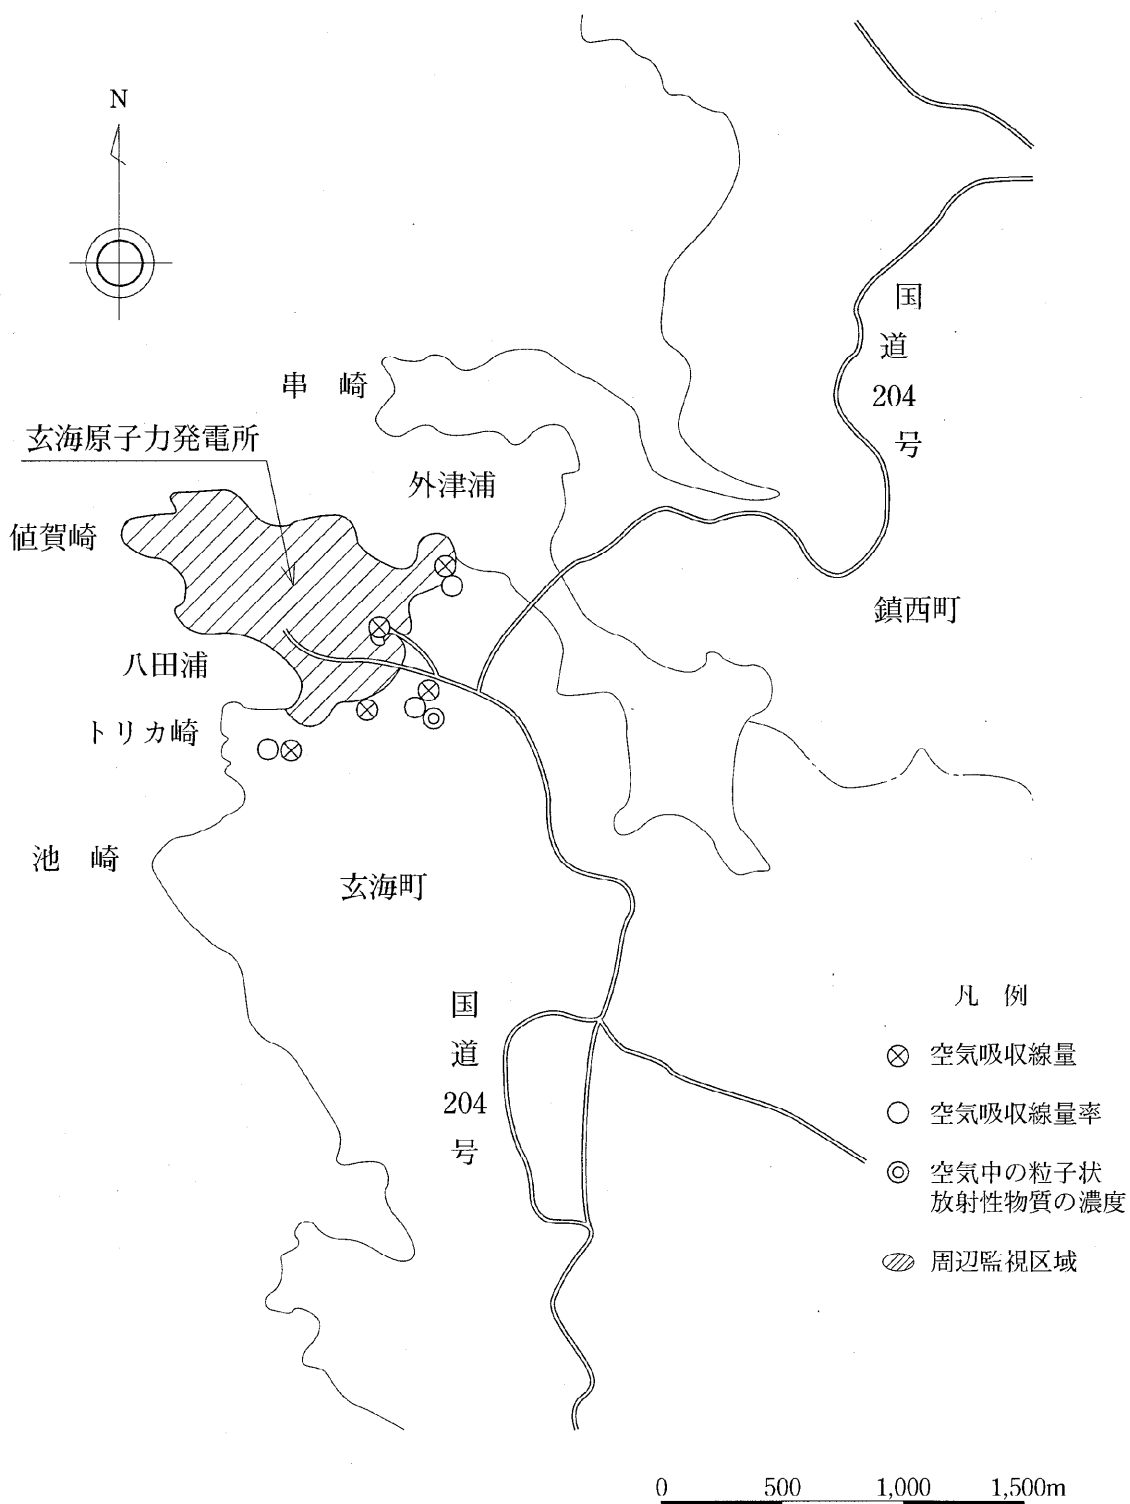 N
国
道
204
号
串崎
玄海原子力発電所
外津浦
値賀崎
鎮西町
八田浦
トリカ崎
池崎
玄海町
国
道
204
号
凡例
空気吸収線量
空気吸収線量率
空気中の粒子状
放射性物質の濃度
周辺監視区域
0 500 1,000 1,500m